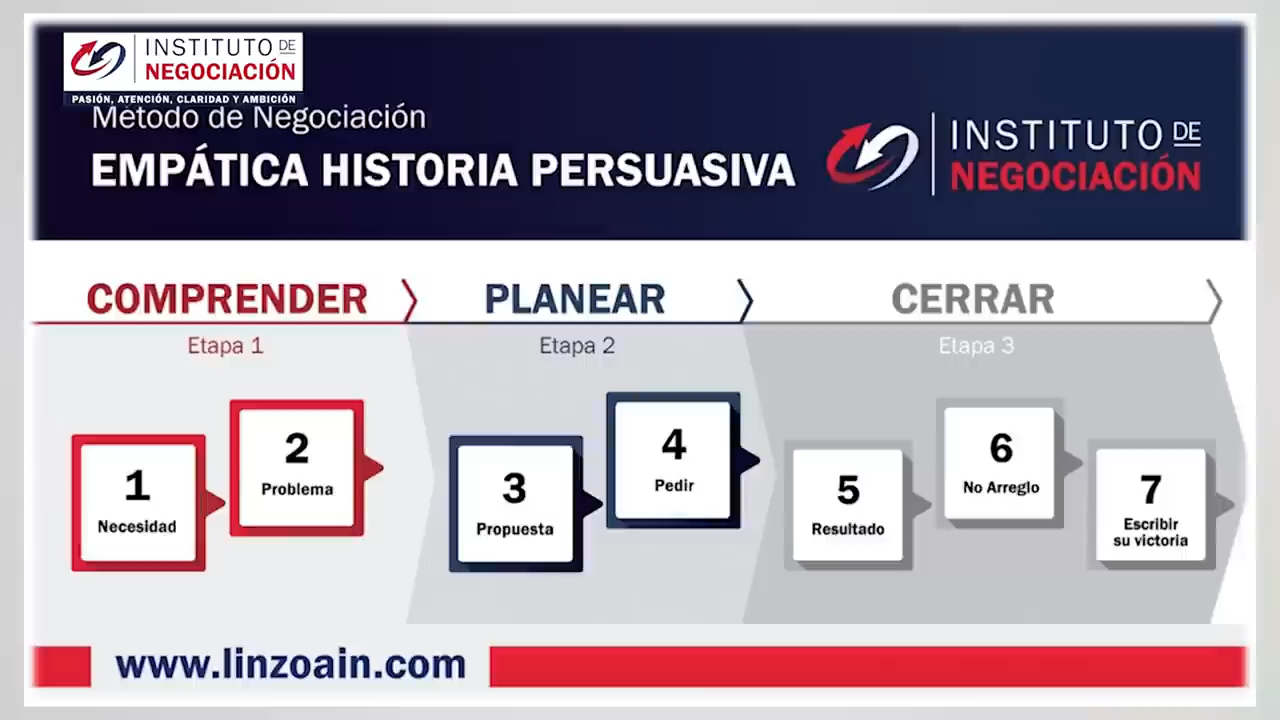 INSTITUTO DE
NEGOCIACIÓN
PASIÓN, ATENCIÓN, CLARIDAD Y AMBICIÓN
Método de Negociación
EMPÁTICA HISTORIA PERSUASIVA
INSTITUTO DE
NEGOCIACIÓN
COMPRENDER
PLANEAR
CERRAR
Etapa 1
Etapa 2
Etapa 3
1
Necesidad
2
Problema
3
Propuesta
4
Pedir
5
Resultado
6
No Arreglo
7
Escribir
su victoria
www.linzoain.com